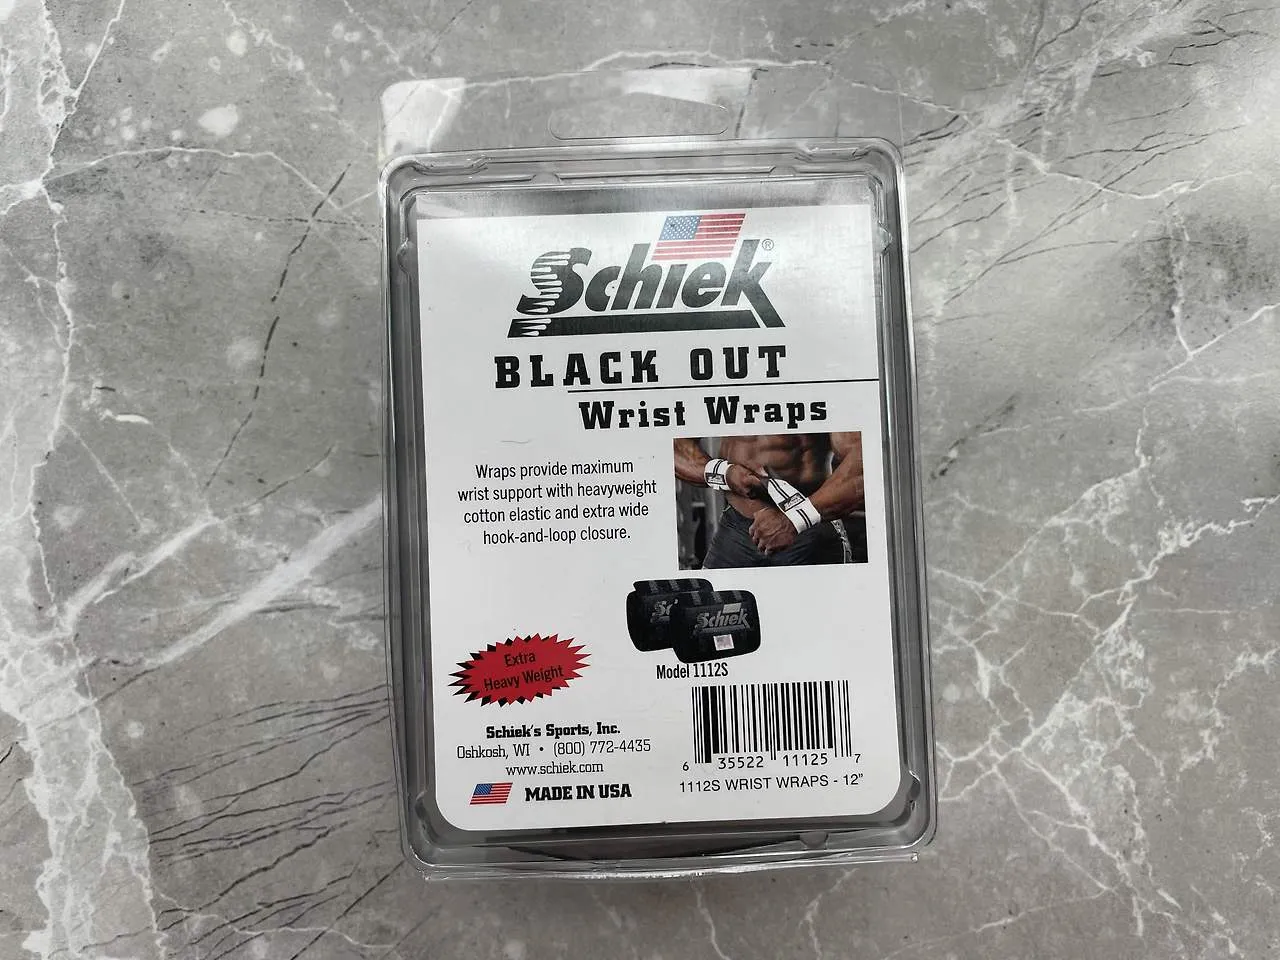 Schiek®
BLACK OUT
Wrist Wraps
Wraps provide maximum
wrist support with heavyweight
cotton elastic and extra wide
hook-and-loop closure.
Schiek
Model 1112S
Extra
Heavy Weight
Schiek's Sports, Inc.
Oshkosh, WI • (800) 772-4435
www.schiek.com
MADE IN USA
6 35522 11125 7
1112S WRIST WRAPS - 12"